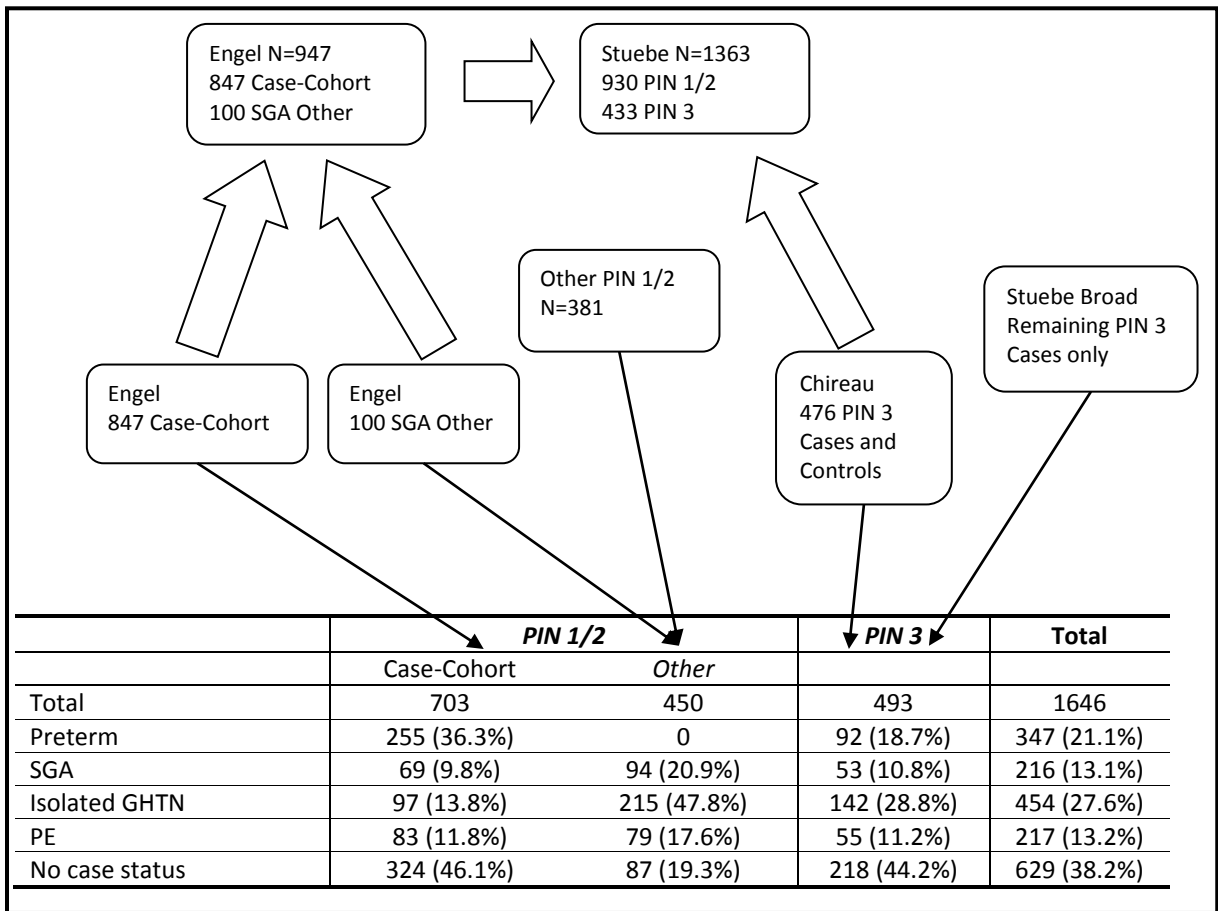 Engel N=947
847 Case-Cohort
100 SGA Other
Stuebe N=1363
930 PIN 1/2
433 PIN 3
Other PIN 1/2
N=381
Stuebe Broad
Remaining PIN 3
Cases only
Engel
847 Case-Cohort
Engel
100 SGA Other
Chireau
476 PIN 3
Cases and
Controls
PIN 1/2 PIN 3 Total
Case-Cohort Other
Total 703 450 493 1646
Preterm 255 (36.3%) 0 92 (18.7%) 347 (21.1%)
SGA 69 (9.8%) 94 (20.9%) 53 (10.8%) 216 (13.1%)
Isolated GHTN 97 (13.8%) 215 (47.8%) 142 (28.8%) 454 (27.6%)
PE 83 (11.8%) 79 (17.6%) 55 (11.2%) 217 (13.2%)
No case status 324 (46.1%) 87 (19.3%) 218 (44.2%) 629 (38.2%)